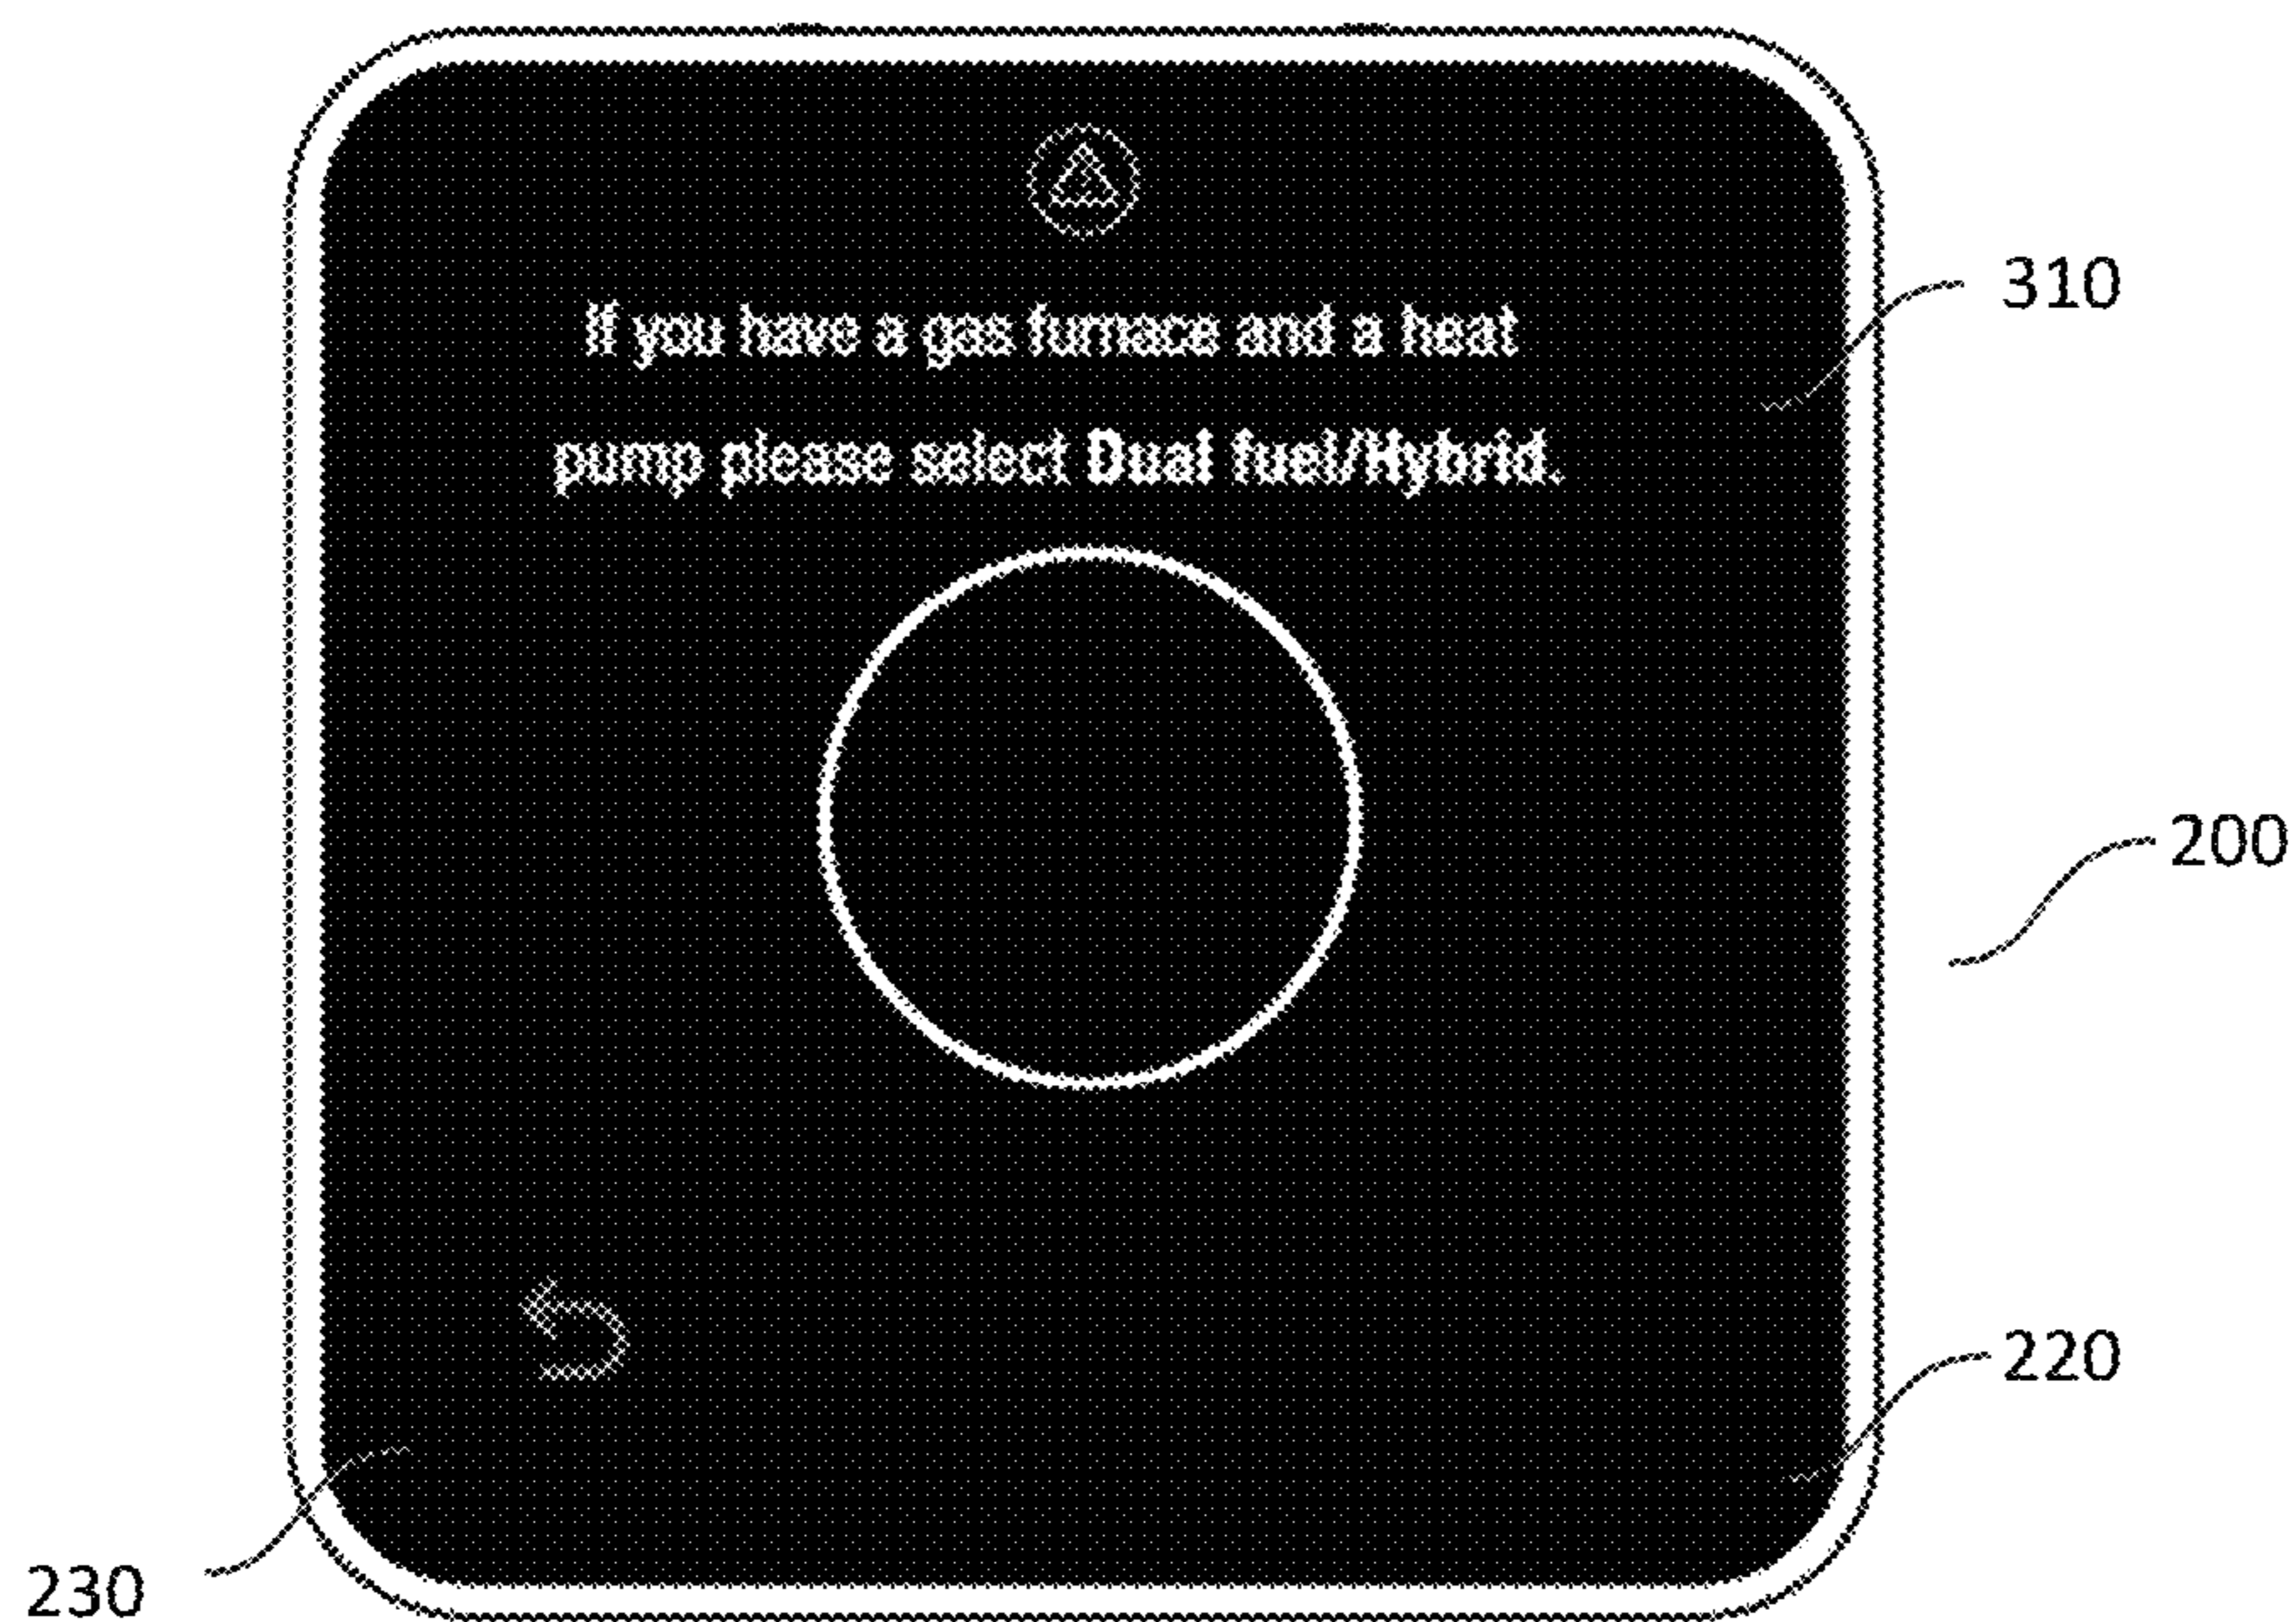 If you have a gas furnace and a heat
pump please select Dual fuel/Hybrid.
310
200
220
230